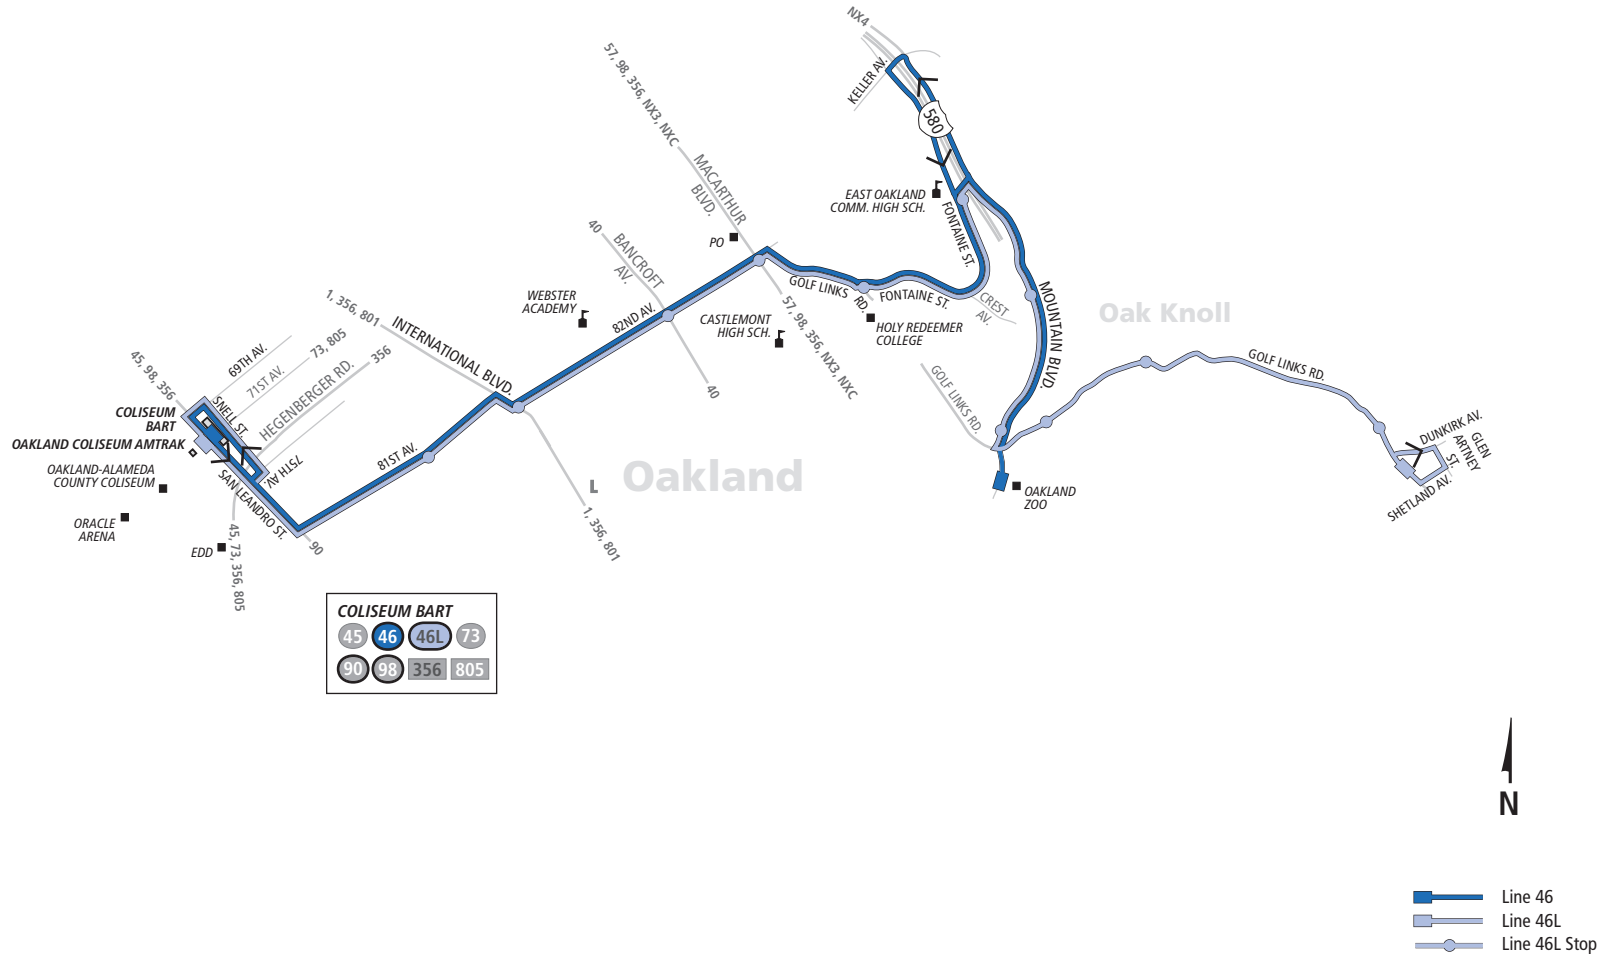 NX4
KELLER AV.
580
57, 98, 356, NX3, NXC
MACARTHUR
BLVD.
EAST OAKLAND
COMM. HIGH SCH.
FONTAINE ST.
PO
40
BANCROFT
AV.
WEBSTER
ACADEMY
82ND AV.
CASTLEMONT
HIGH SCH.
GOLF LINKS
RD.
FONTAINE ST.
CREST
AV.
HOLY REDEEMER
COLLEGE
57, 98, 356, NX3, NXC
40
MOUNTAIN BLVD.
Oak Knoll
GOLF LINKS RD.
GOLF LINKS RD.
1, 356, 801
INTERNATIONAL BLVD.
45, 98, 356
69TH AV.
71ST AV.
73, 805
HEGENBERGER RD.
356
COLISEUM
BART
SNELL ST.
OAKLAND COLISEUM AMTRAK
OAKLAND-ALAMEDA
COUNTY COLISEUM
75TH AV.
SAN LEANDRO ST.
81ST AV.
ORACLE
ARENA
EDD
45, 73, 356, 805
90
Oakland
L
1, 356, 801
OAKLAND
ZOO
DUNKIRK AV.
GLEN
ARTNEY
ST.
SHETLAND AV.
COLISEUM BART
45 46 46L 73
90 98 356 805
N
Line 46
Line 46L
Line 46L Stop